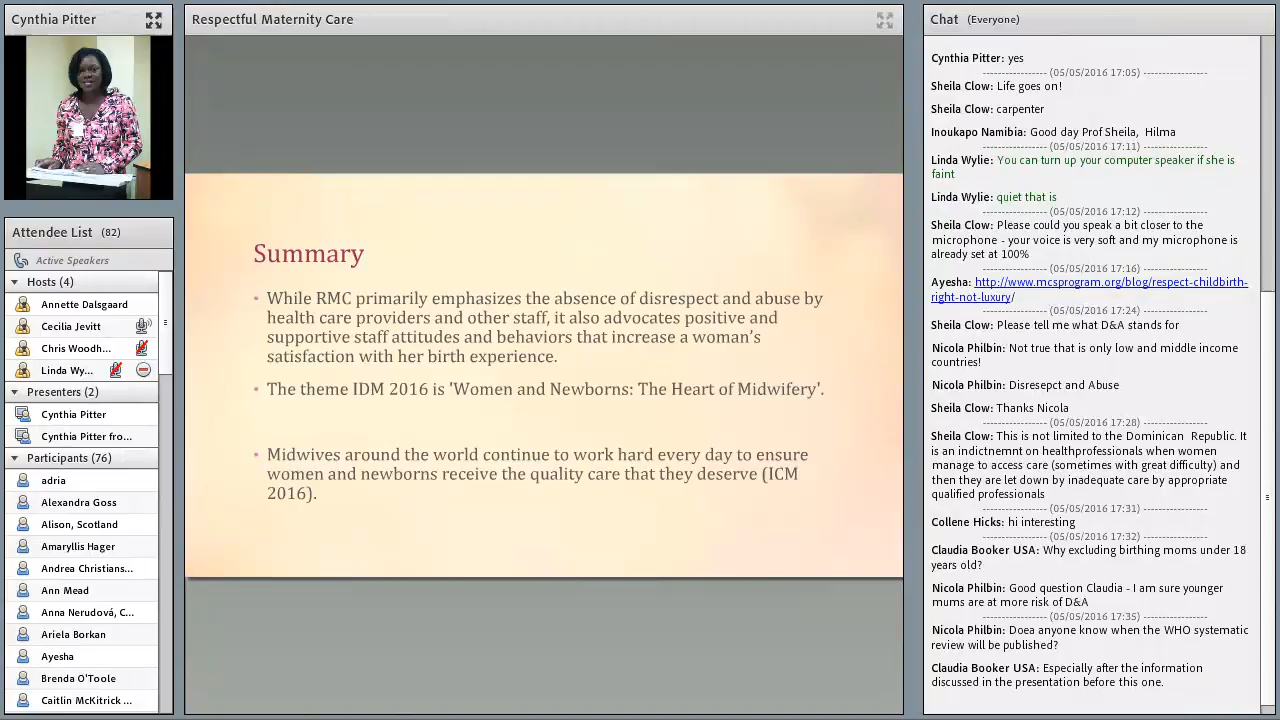 Cynthia Pitter
Attendee List (82)
Active Speakers
Hosts (4)
Annette Dalsgaard
Cecilia Jevitt
Chris Woodh...
Linda Wy...
Presenters (2)
Cynthia Pitter
Cynthia Pitter fro...
Participants (76)
adria
Alexandra Goss
Alison, Scotland
Amaryllis Hager
Andrea Christians...
Ann Mead
Anna Nerudová, C...
Ariela Borkan
Ayesha
Brenda O'Toole
Caitlin McKitrick ...
Respectful Maternity Care
Summary
• While RMC primarily emphasizes the absence of disrespect and abuse by
health care providers and other staff, it also advocates positive and
supportive staff attitudes and behaviors that increase a woman's
satisfaction with her birth experience.
• The theme IDM 2016 is 'Women and Newborns: The Heart of Midwifery'.
• Midwives around the world continue to work hard every day to ensure
women and newborns receive the quality care that they deserve (ICM
2016).
Chat (Everyone)
Cynthia Pitter: yes
----------------- (05/05/2016 17:05) -----------------
Sheila Clow: Life goes on!
Sheila Clow: carpenter
Inoukapo Namibia: Good day Prof Sheila, Hilma
----------------- (05/05/2016 17:11) -----------------
Linda Wylie: You can turn up your computer speaker if she is
faint
Linda Wylie: quiet that is
----------------- (05/05/2016 17:12) -----------------
Sheila Clow: Please could you speak a bit closer to the
microphone - your voice is very soft and my microphone is
already set at 100%
----------------- (05/05/2016 17:16) -----------------
Ayesha: http://www.mcsprogram.org/blog/respect-childbirth-
right-not-luxury/
----------------- (05/05/2016 17:24) -----------------
Sheila Clow: Please tell me what D&A stands for
Nicola Philbin: Not true that is only low and middle income
countries!
Nicola Philbin: Disresepct and Abuse
Sheila Clow: Thanks Nicola
----------------- (05/05/2016 17:28) -----------------
Sheila Clow: This is not limited to the Dominican Republic. It
is an indictemnt on healthprofessionals when women
manage to access care (sometimes with great difficulty) and
then they are let down by inadequate care by appropriate
qualified professionals
----------------- (05/05/2016 17:31) -----------------
Collene Hicks: hi interesting
----------------- (05/05/2016 17:32) -----------------
Claudia Booker USA: Why excluding birthing moms under 18
years old?
Nicola Philbin: Good question Claudia - I am sure younger
mums are at more risk of D&A
----------------- (05/05/2016 17:35) -----------------
Nicola Philbin: Doea anyone know when the WHO systematic
review will be published?
Claudia Booker USA: Especially after the information
discussed in the presentation before this one.